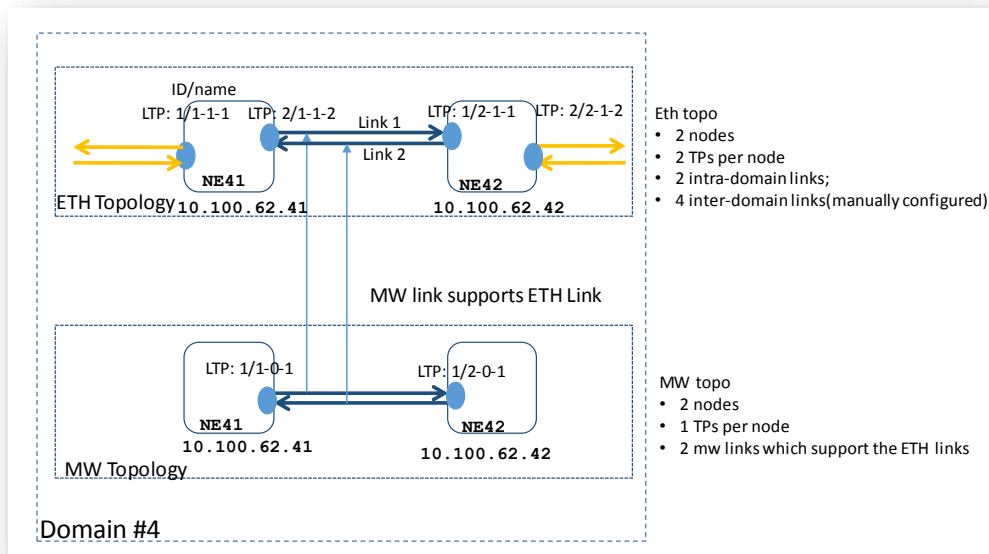 ID/name
LTP: 1/1-1-1
LTP: 2/1-1-2
Link 1
Link 2
LTP: 1/2-1-1
LTP: 2/2-1-2
NE41
NE42
ETH Topology
10.100.62.41
10.100.62.42
Eth topo
• 2 nodes
• 2 TPs per node
• 2 intra-domain links;
• 4 inter-domain links(manually configured)
MW link supports ETH Link
LTP: 1/1-0-1
LTP: 1/2-0-1
NE41
NE42
10.100.62.41
10.100.62.42
MW Topology
MW topo
• 2 nodes
• 1 TPs per node
• 2 mw links which support the ETH links
Domain #4